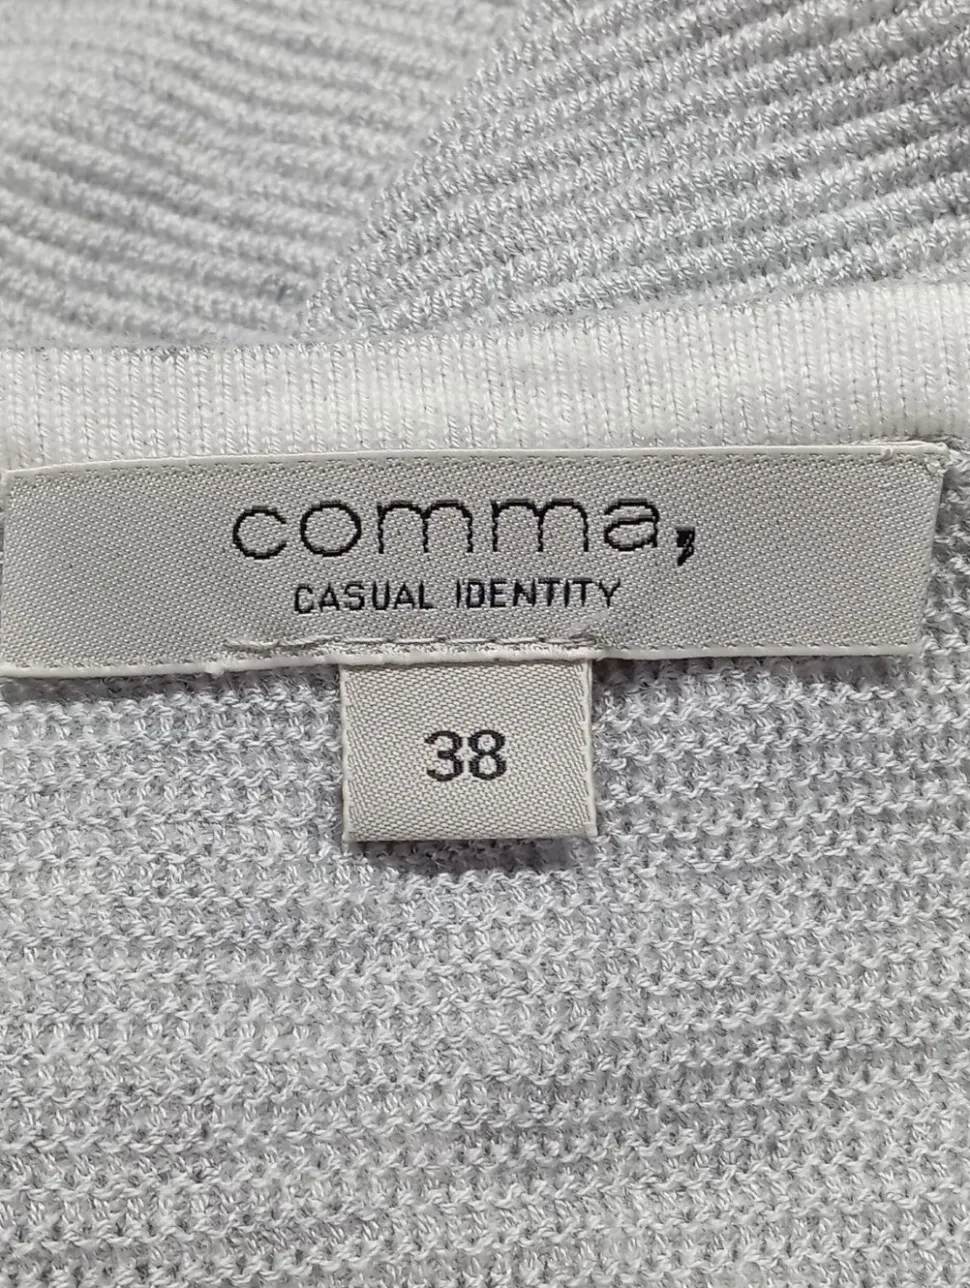 comma,
CASUAL IDENTITY
38